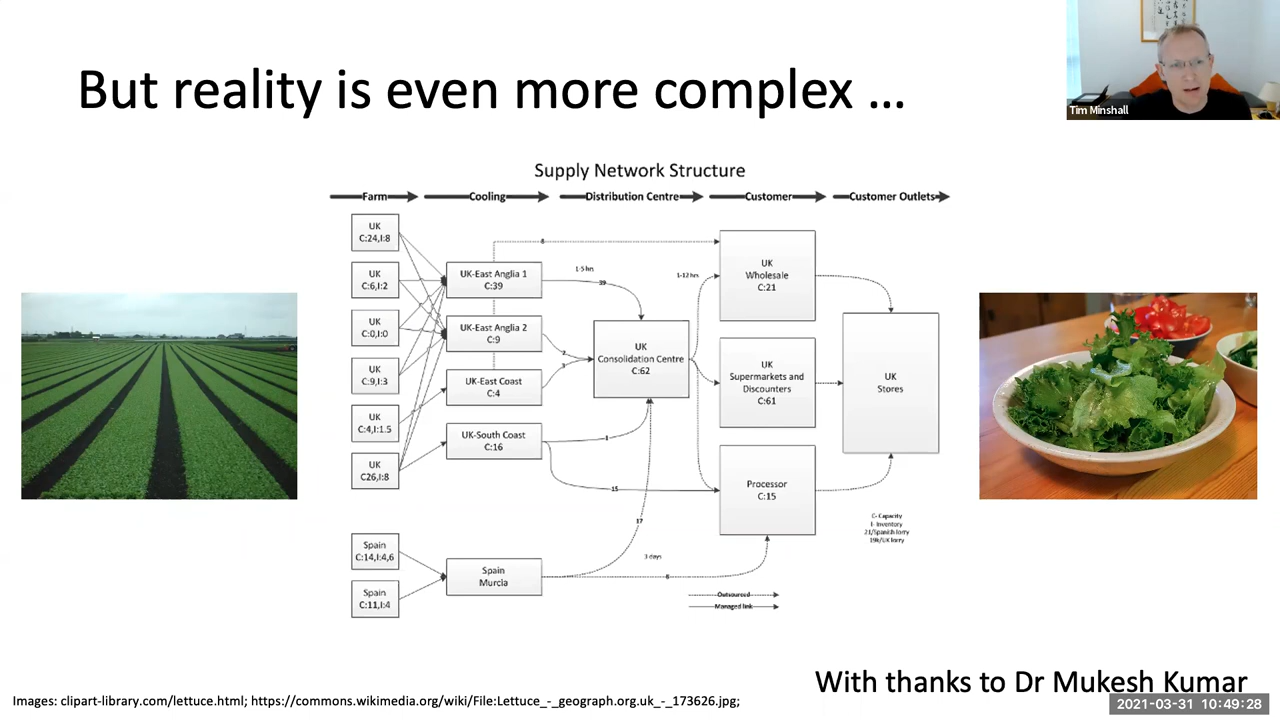 But reality is even more complex ...
Tim Minshall
Supply Network Structure
Farm
Cooling
Distribution Centre
Customer
Customer Outlets
UK
C:24,I:8
UK
C:6,I:2
UK
C:0,I:0
UK
C:9,I:3
UK
C:4,I:1.5
UK
C26,I:8
Spain
C:14,I:4,6
Spain
C:11,I:4
UK-East Anglia 1
C:39
UK-East Anglia 2
C:9
UK-East Coast
C:4
UK-South Coast
C:16
Spain
Murcia
1-5 hrs
39
1
15
17
3 days
UK
Consolidation Centre
C:62
1-12 hrs
UK
Wholesale
C:21
UK
Supermarkets and
Discounters
C:61
Processor
C:15
UK
Stores
C- Capacity
I- Inventory
21/Spanish lorry
19k/UK lorry
Outsourced
Managed link
With thanks to Dr Mukesh Kumar
Images: clipart-library.com/lettuce.html; https://commons.wikimedia.org/wiki/File:Lettuce_-_geograph.org.uk_-_173626.jpg;
2021-03-31 10:49:28